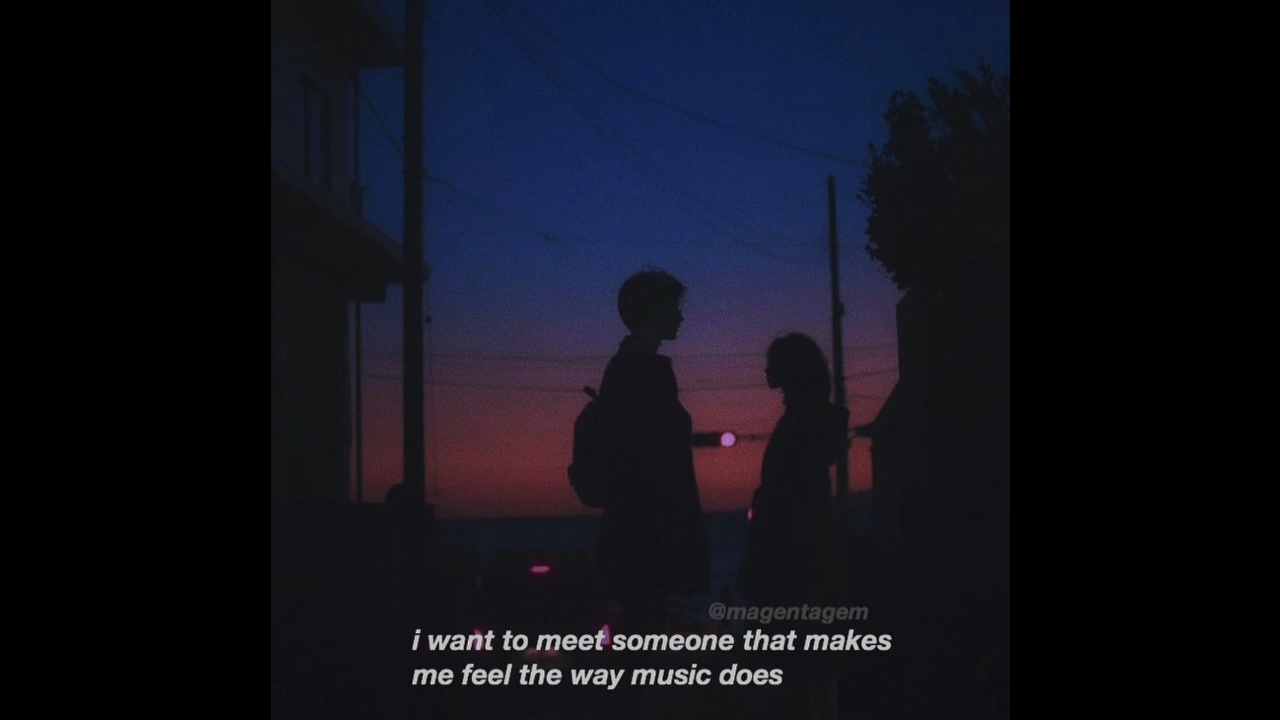 @magentagem
i want to meet someone that makes
me feel the way music does